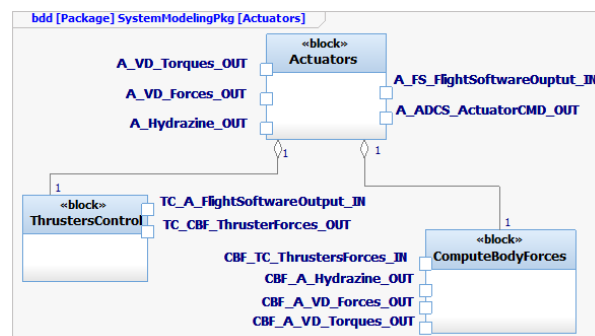 bdd [Package] SystemModelingPkg [Actuators]
«block»
Actuators
A_VD_Torques_OUT
A_VD_Forces_OUT
A_Hydrazine_OUT
A_FS_FlightSoftwareOuptut_IN
A_ADCS_ActuatorCMD_OUT
1
1
1
«block»
ThrustersControl
TC_A_FlightSoftwareOutput_IN
TC_CBF_ThrusterForces_OUT
1
«block»
ComputeBodyForces
CBF_TC_ThrustersForces_IN
CBF_A_Hydrazine_OUT
CBF_A_VD_Forces_OUT
CBF_A_VD_Torques_OUT